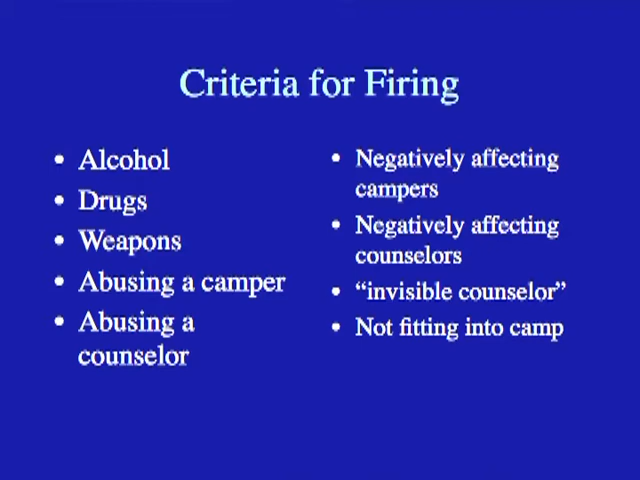 Criteria for Firing
• Alcohol
• Drugs
• Weapons
• Abusing a camper
• Abusing a
counselor
• Negatively affecting
campers
• Negatively affecting
counselors
• “invisible counselor”
• Not fitting into camp